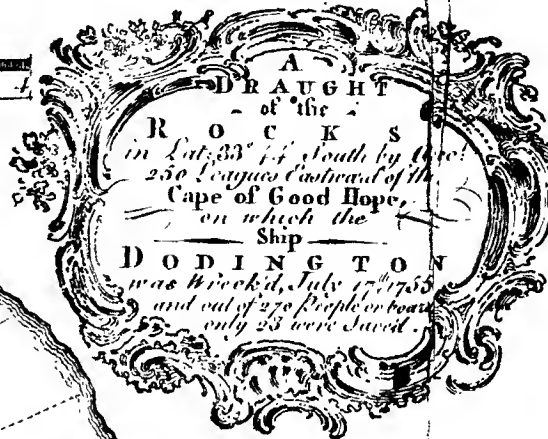 4
A
DRAUGHT
of the
ROCKS
in Lat: 33° 44' South by
250 Leagues Eastward of the
Cape of Good Hope,
on which the
Ship
DODINGTON
was Wreck'd, July 17th 1755
and out of 270 People on board
only 23 were Saved.